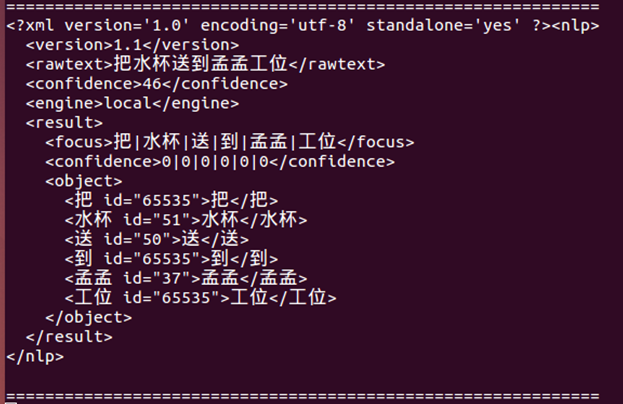 =============================================================
<?xml version='1.0' encoding='utf-8' standalone='yes' ?><nlp>
  <version>1.1</version>
  <rawtext>把水杯送到孟孟工位</rawtext>
  <confidence>46</confidence>
  <engine>local</engine>
  <result>
    <focus>把|水杯|送|到|孟孟|工位</focus>
    <confidence>0|0|0|0|0|0</confidence>
    <object>
      <把 id="65535">把</把>
      <水杯 id="51">水杯</水杯>
      <送 id="50">送</送>
      <到 id="65535">到</到>
      <孟孟 id="37">孟孟</孟孟>
      <工位 id="65535">工位</工位>
    </object>
  </result>
</nlp>
=============================================================